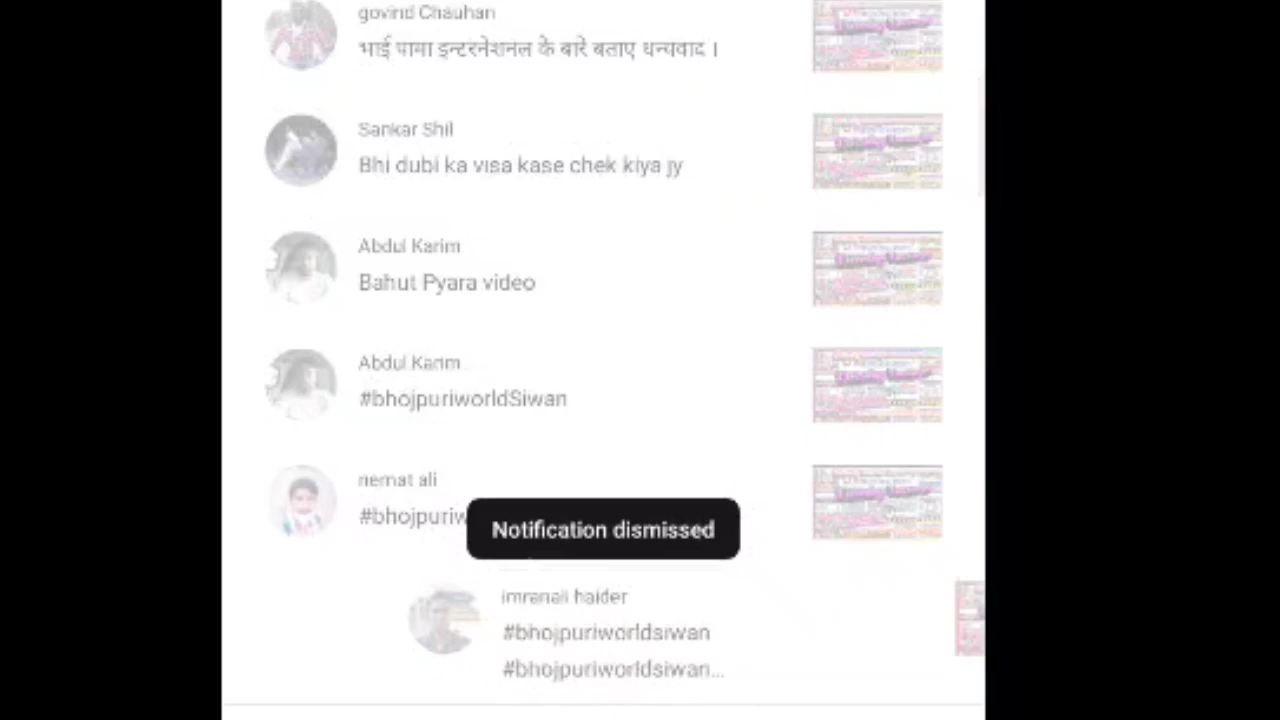 govind Chauhan
भाई पामा इन्टरनेशनल के बारे बताए धन्यवाद ।
Sankar Shil
Bhi dubi ka visa kase chek kiya jy
Abdul Karim
Bahut Pyara video
Abdul Karim
#bhojpuriworldSiwan
nemat ali
#bhojpuriw
Notification dismissed
imranali haider
#bhojpuriworldsiwan
#bhojpuriworldsiwan...